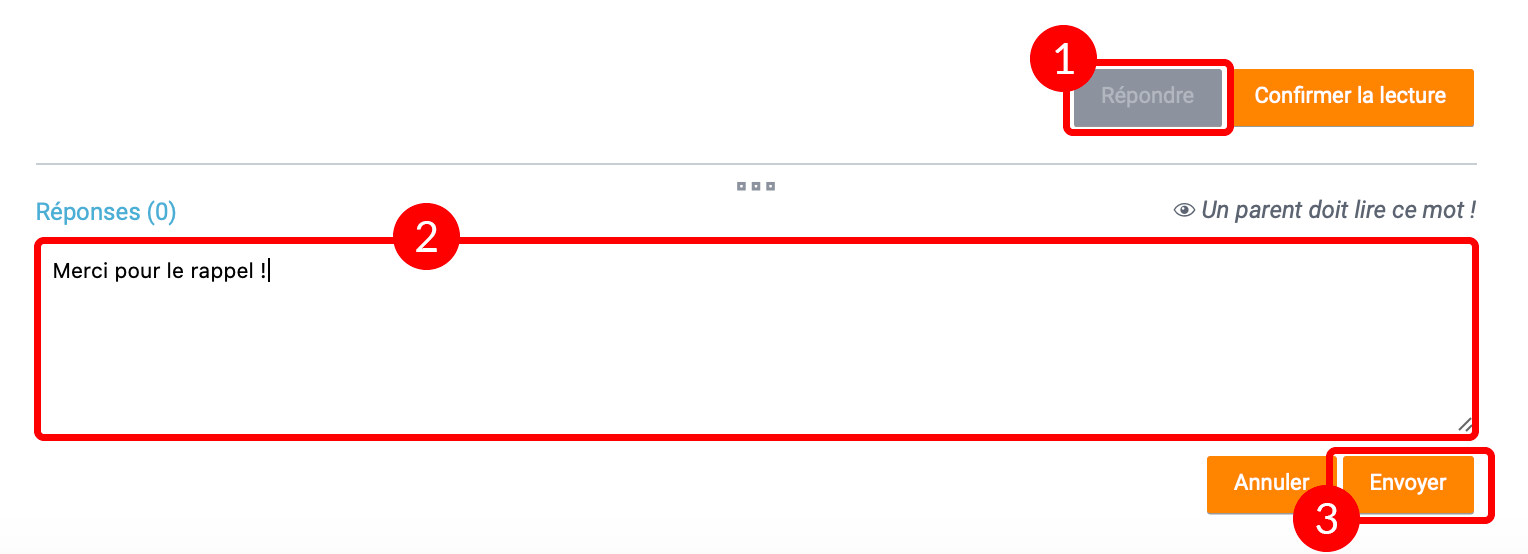 1
Répondre
Confirmer la lecture
Réponses (0)
Un parent doit lire ce mot !
2
Merci pour le rappel !
Annuler
Envoyer
3